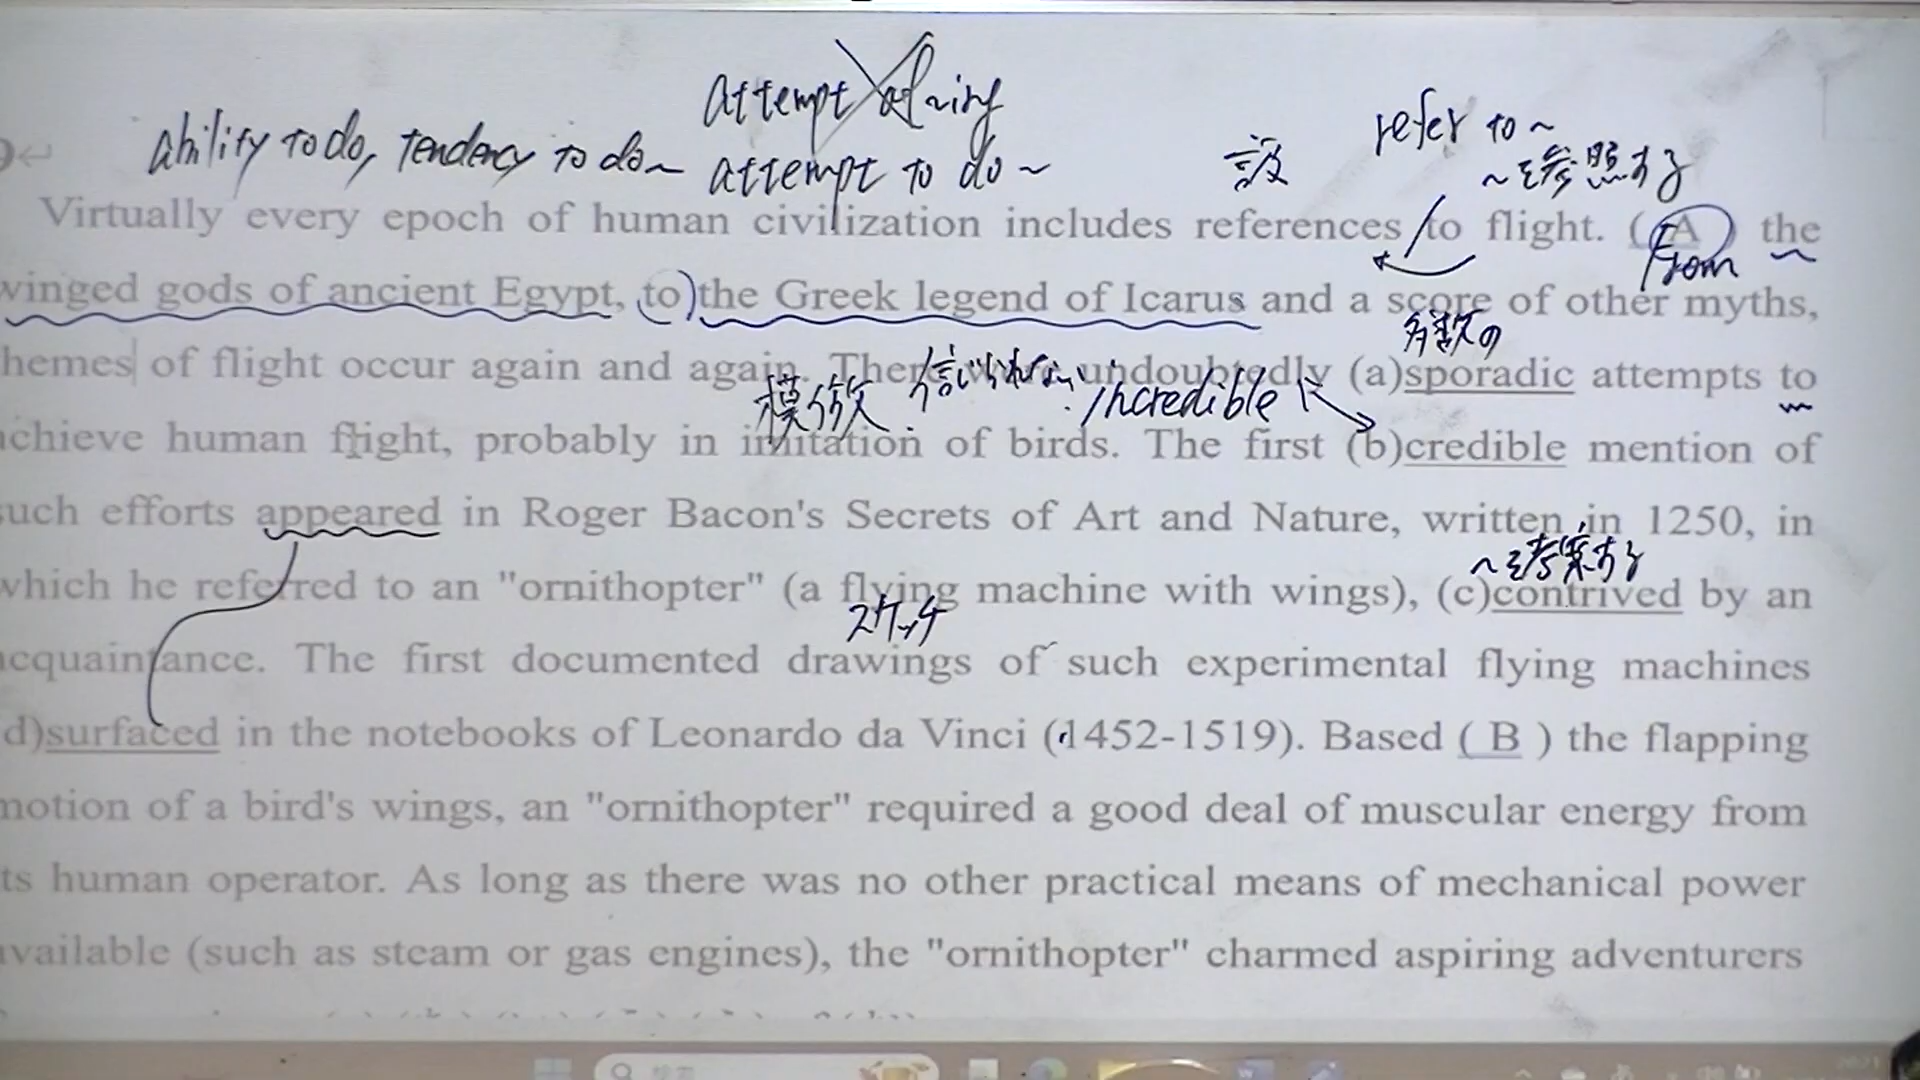 attempt of ~ing
ability to do, tendency to do~
attempt to do ~
設
refer to ~
~を参照する
Virtually every epoch of human civilization includes references to flight. ( A ) the
From
winged gods of ancient Egypt, (to) the Greek legend of Icarus and a score of other myths,
多数の
hemes of flight occur again and again. There undoubtedly (a)sporadic attempts to
模倣 信じられない incredible
achieve human flight, probably in imitation of birds. The first (b)credible mention of
such efforts appeared in Roger Bacon's Secrets of Art and Nature, written in 1250, in
~を考案する
which he referred to an "ornithopter" (a flying machine with wings), (c)contrived by an
スケッチ
acquaintance. The first documented drawings of such experimental flying machines
d)surfaced in the notebooks of Leonardo da Vinci (1452-1519). Based ( B ) the flapping
motion of a bird's wings, an "ornithopter" required a good deal of muscular energy from
ts human operator. As long as there was no other practical means of mechanical power
available (such as steam or gas engines), the "ornithopter" charmed aspiring adventurers